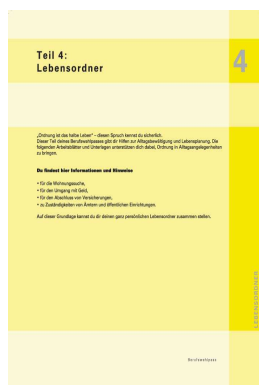 Teil 4:
Lebensordner
4
„Ordnung ist das halbe Leben“ – diesen Spruch kennst du sicherlich.
Dieser Teil deines Berufswahlpasses gibt dir Hilfen zur Alltagsbewältigung und Lebensplanung. Die
folgenden Arbeitsblätter und Unterlagen unterstützen dich dabei, Ordnung in Alltagsangelegenheiten
zu bringen.
Du findest hier Informationen und Hinweise
• für die Wohnungssuche,
• für den Umgang mit Geld,
• für den Abschluss von Versicherungen,
• zu Zuständigkeiten von Ämtern und öffentlichen Einrichtungen.
Auf dieser Grundlage kannst du dir deinen ganz persönlichen Lebensordner zusammen stellen.
LEBENSORDNER
Berufswahlpass